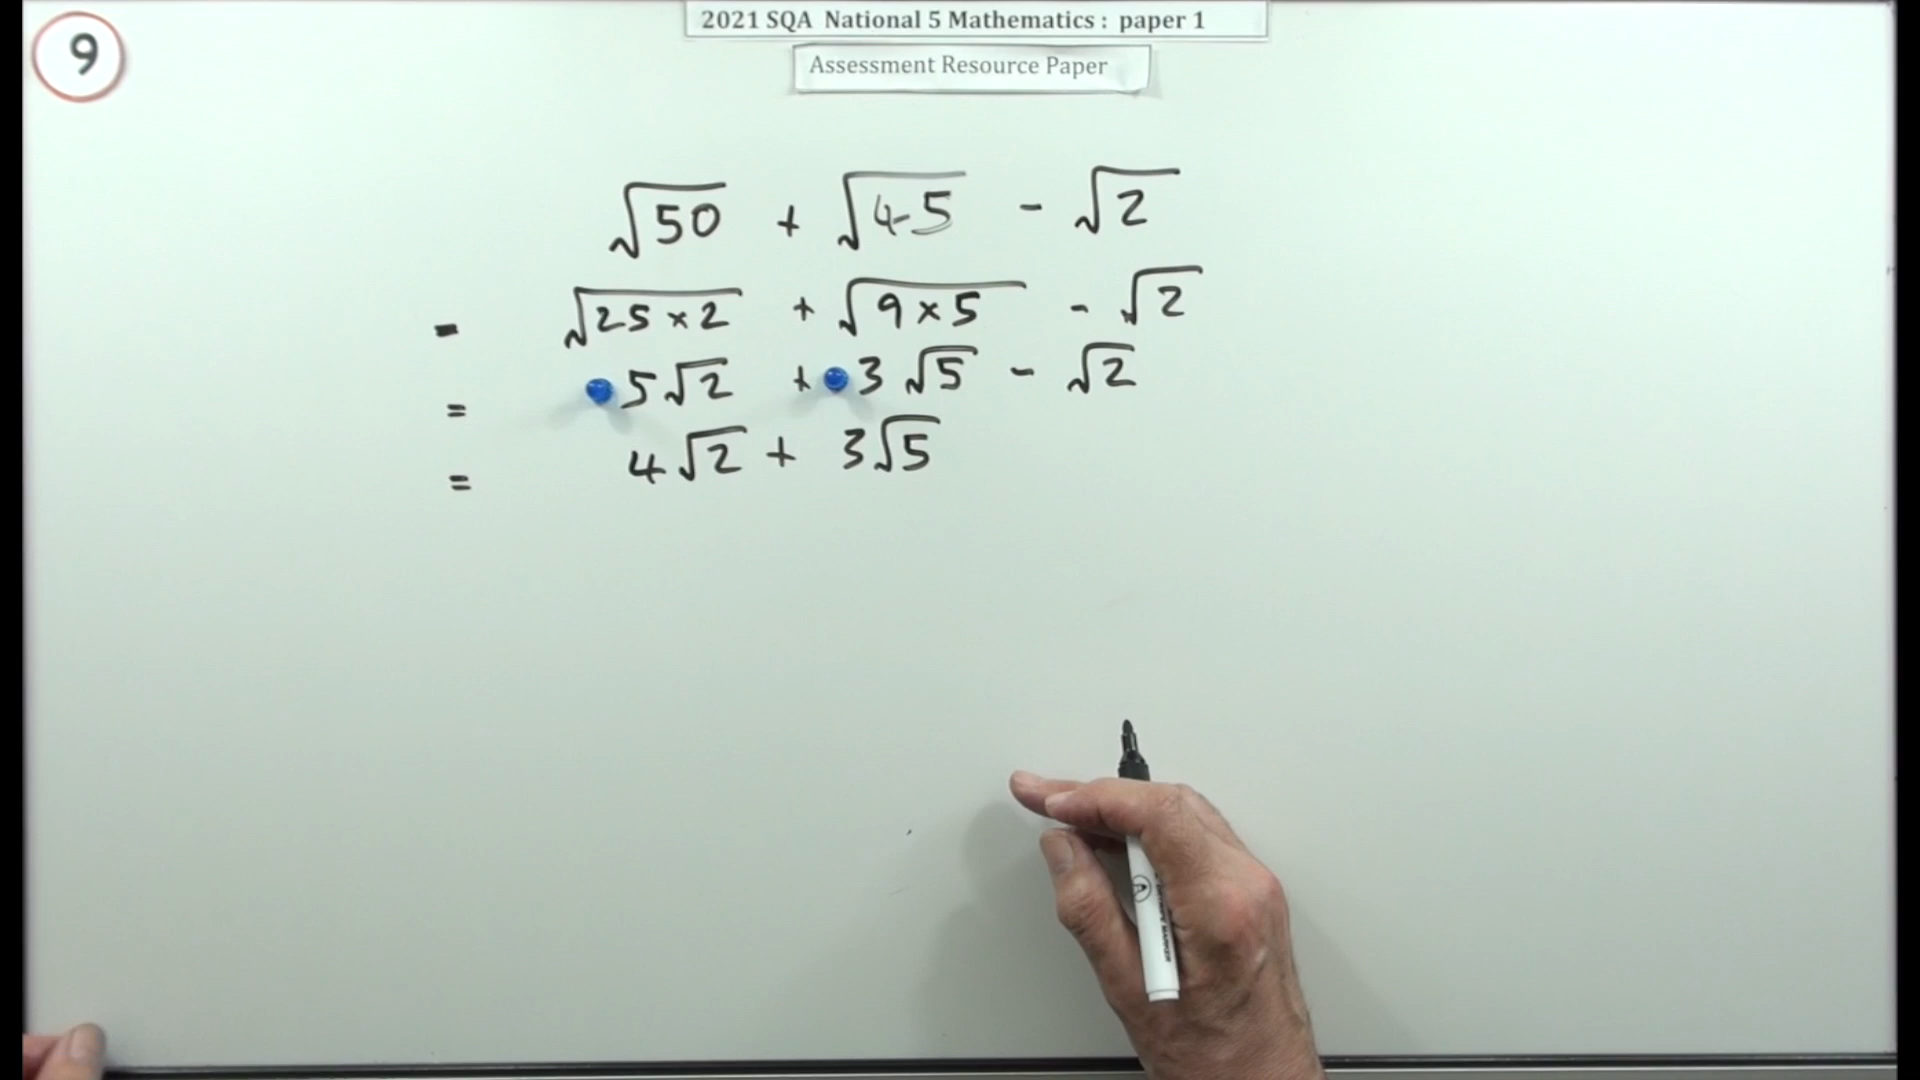 9
2021 SQA National 5 Mathematics : paper 1
Assessment Resource Paper
√50 + √45 - √2
= √25 × 2 + √9 × 5 - √2
= 5√2 + 3√5 - √2
= 4√2 + 3√5